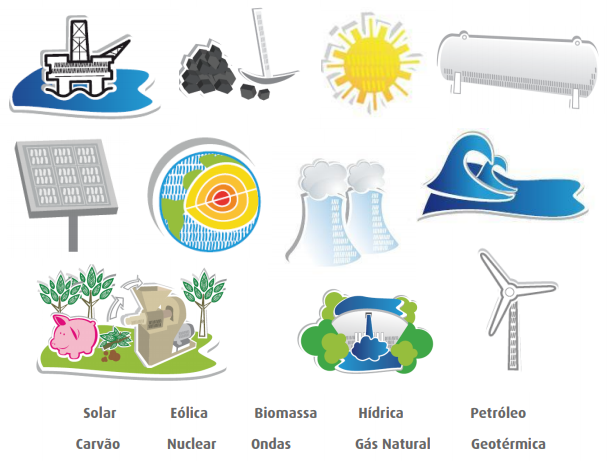 Solar Eólica Biomassa Hídrica Petróleo
Carvão Nuclear Ondas Gás Natural Geotérmica